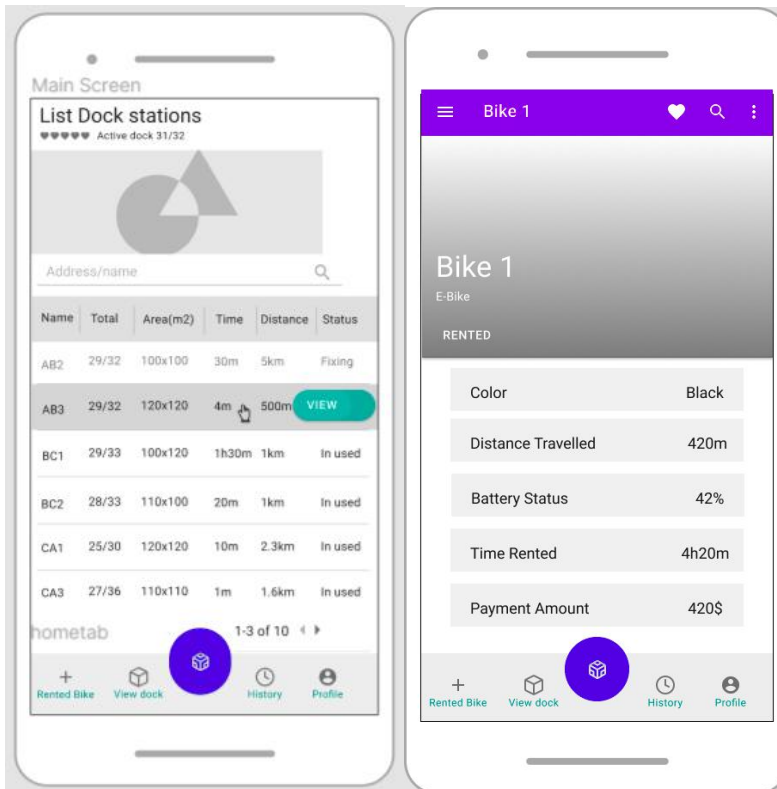 Main Screen
List Dock stations
Active dock 31/32
Address/name
Name Total Area(m2) Time Distance Status
AB2 29/32 100x100 30m 5km Fixing
AB3 29/32 120x120 4m 500m VIEW
BC1 29/33 100x120 1h30m 1km In used
BC2 28/33 110x100 20m 1km In used
CA1 25/30 120x120 10m 2.3km In used
CA3 27/36 110x110 1m 1.6km In used
hometab 1-3 of 10
Rented Bike View dock History Profile
Bike 1
Bike 1
E-Bike
RENTED
Color Black
Distance Travelled 420m
Battery Status 42%
Time Rented 4h20m
Payment Amount 420$
Rented Bike View dock History Profile